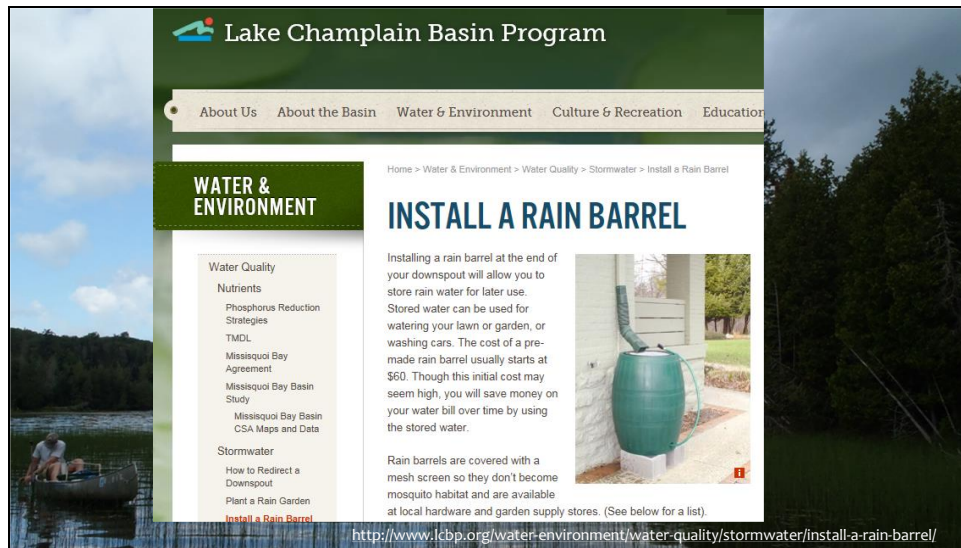 Lake Champlain Basin Program
About Us About the Basin Water & Environment Culture & Recreation Education
WATER &
ENVIRONMENT
Water Quality
Nutrients
Phosphorus Reduction
Strategies
TMDL
Missisquoi Bay
Agreement
Missisquoi Bay Basin
Study
Missisquoi Bay Basin
CSA Maps and Data
Stormwater
How to Redirect a
Downspout
Plant a Rain Garden
Install a Rain Barrel
Home > Water & Environment > Water Quality > Stormwater > Install a Rain Barrel
INSTALL A RAIN BARREL
Installing a rain barrel at the end of
your downspout will allow you to
store rain water for later use.
Stored water can be used for
watering your lawn or garden, or
washing cars. The cost of a pre-
made rain barrel usually starts at
$60. Though this initial cost may
seem high, you will save money on
your water bill over time by using
the stored water.
Rain barrels are covered with a
mesh screen so they don't become
mosquito habitat and are available
at local hardware and garden supply stores. (See below for a list).
i
http://www.lcbp.org/water-environment/water-quality/stormwater/install-a-rain-barrel/